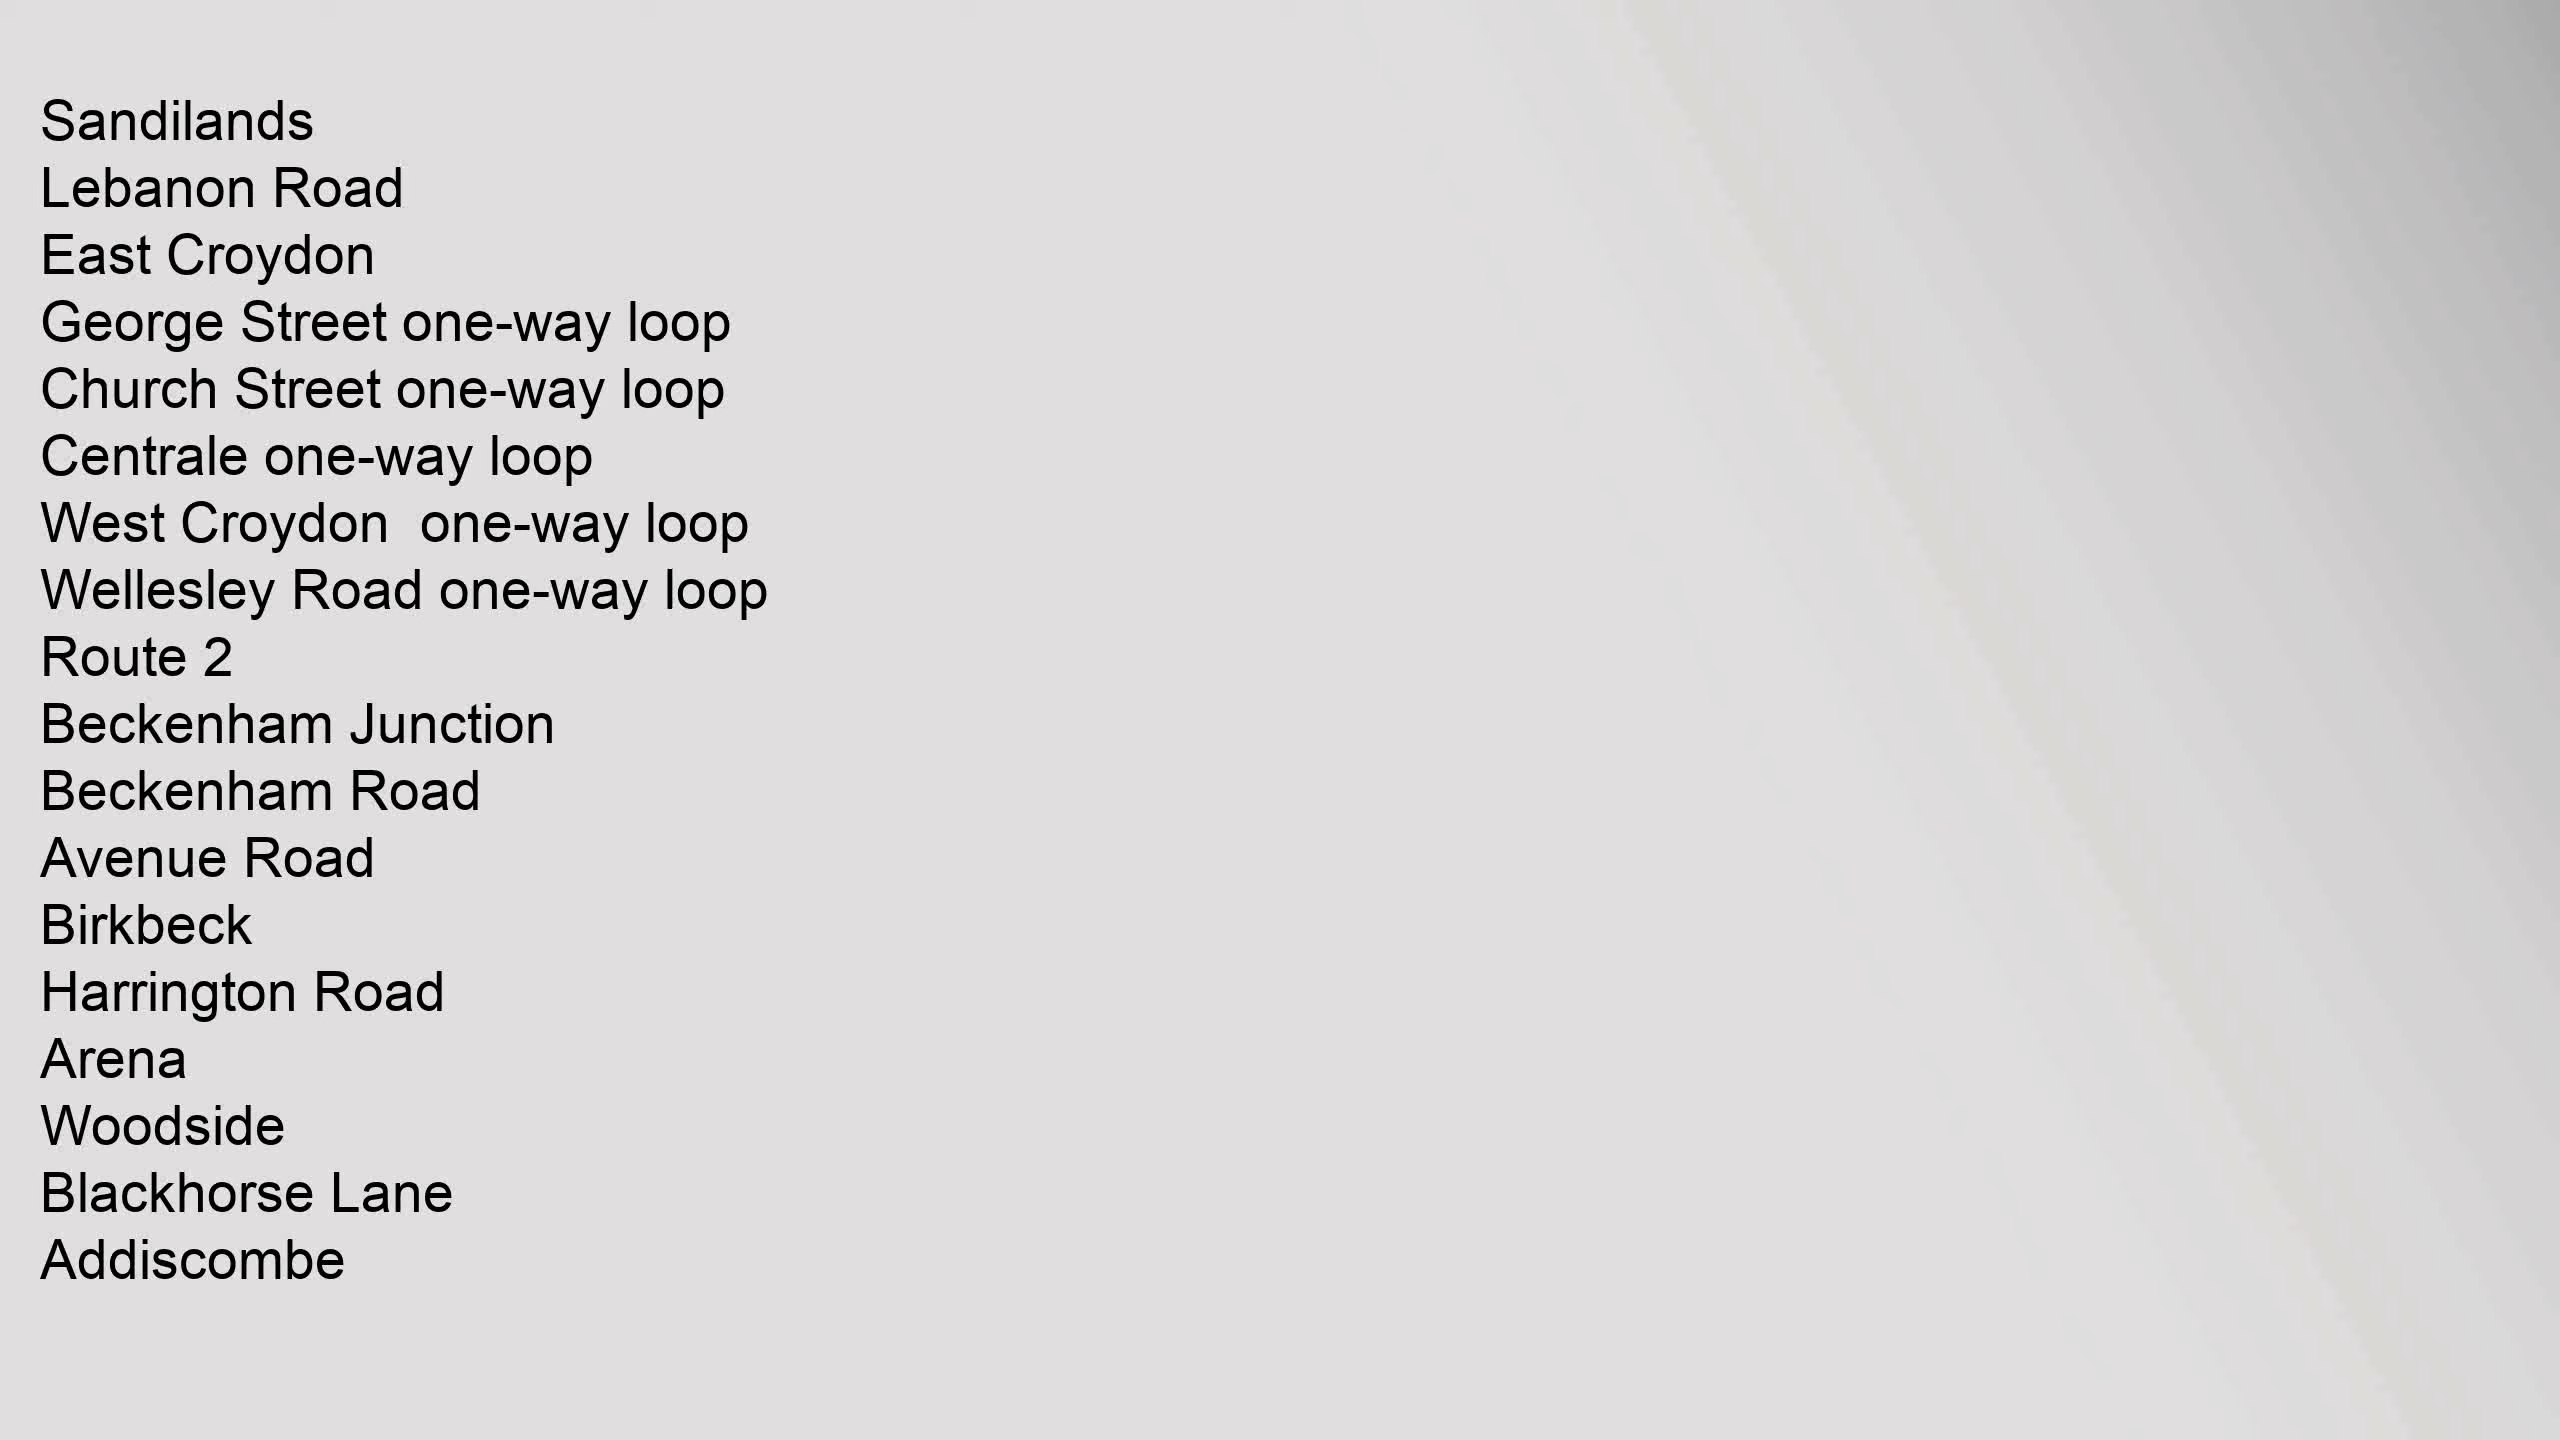 Sandilands
Lebanon Road
East Croydon
George Street one-way loop
Church Street one-way loop
Centrale one-way loop
West Croydon  one-way loop
Wellesley Road one-way loop
Route 2
Beckenham Junction
Beckenham Road
Avenue Road
Birkbeck
Harrington Road
Arena
Woodside
Blackhorse Lane
Addiscombe